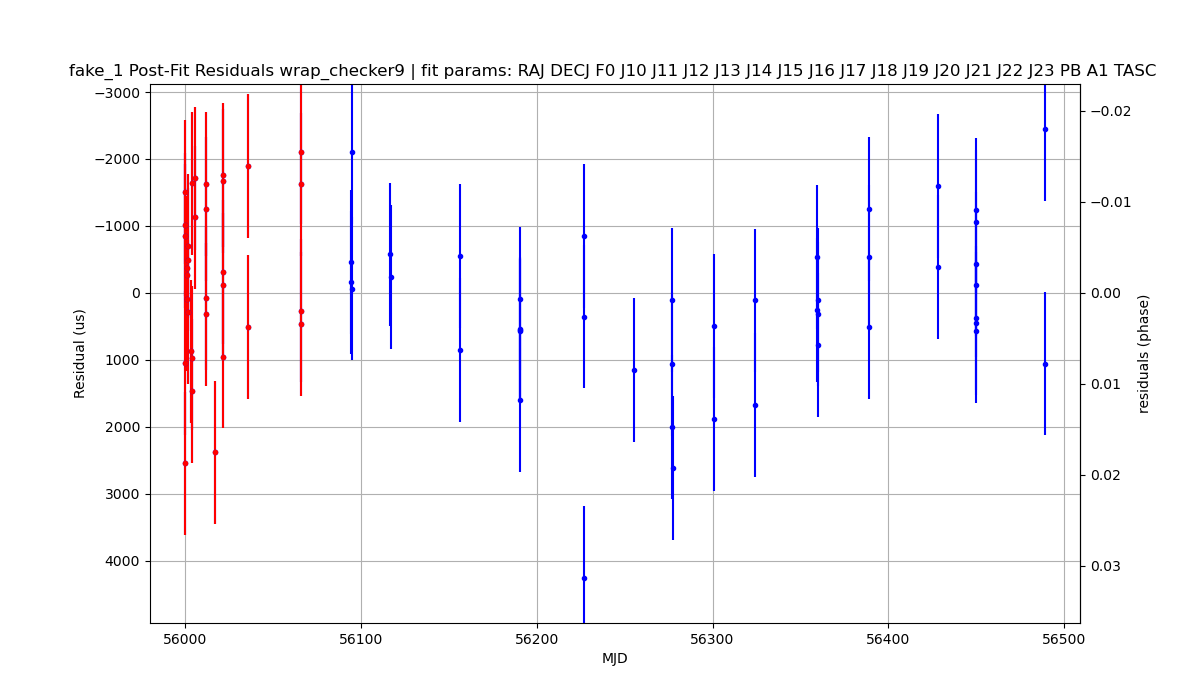 fake_1 Post-Fit Residuals wrap_checker9 | fit params: RAJ DECJ F0 J10 J11 J12 J13 J14 J15 J16 J17 J18 J19 J20 J21 J22 J23 PB A1 TASC
−3000
−2000
−1000
0
1000
2000
3000
4000
Residual (us)
−0.02
−0.01
0.00
0.01
0.02
0.03
residuals (phase)
56000 56100 56200 56300 56400 56500
MJD